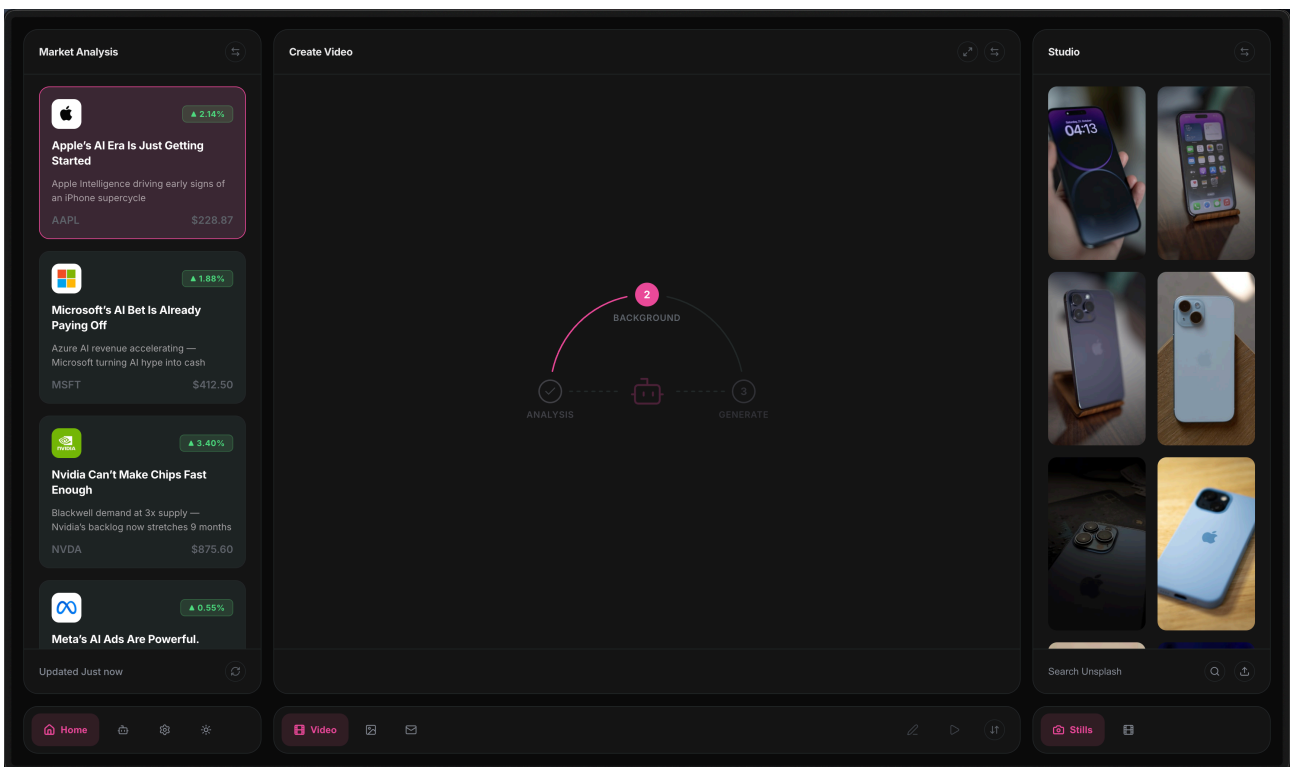 Market Analysis
▲ 2.14%
Apple's AI Era Is Just Getting
Started
Apple Intelligence driving early signs of
an iPhone supercycle
AAPL $228.87
▲ 1.88%
Microsoft's AI Bet Is Already
Paying Off
Azure AI revenue accelerating —
Microsoft turning AI hype into cash
MSFT $412.50
NVIDIA
▲ 3.40%
Nvidia Can't Make Chips Fast
Enough
Blackwell demand at 3x supply —
Nvidia's backlog now stretches 9 months
NVDA $875.60
▲ 0.55%
Meta's AI Ads Are Powerful.
Updated Just now
Home
Create Video
2
BACKGROUND
ANALYSIS
3
GENERATE
Video
Studio
04:13
Search Unsplash
Stills